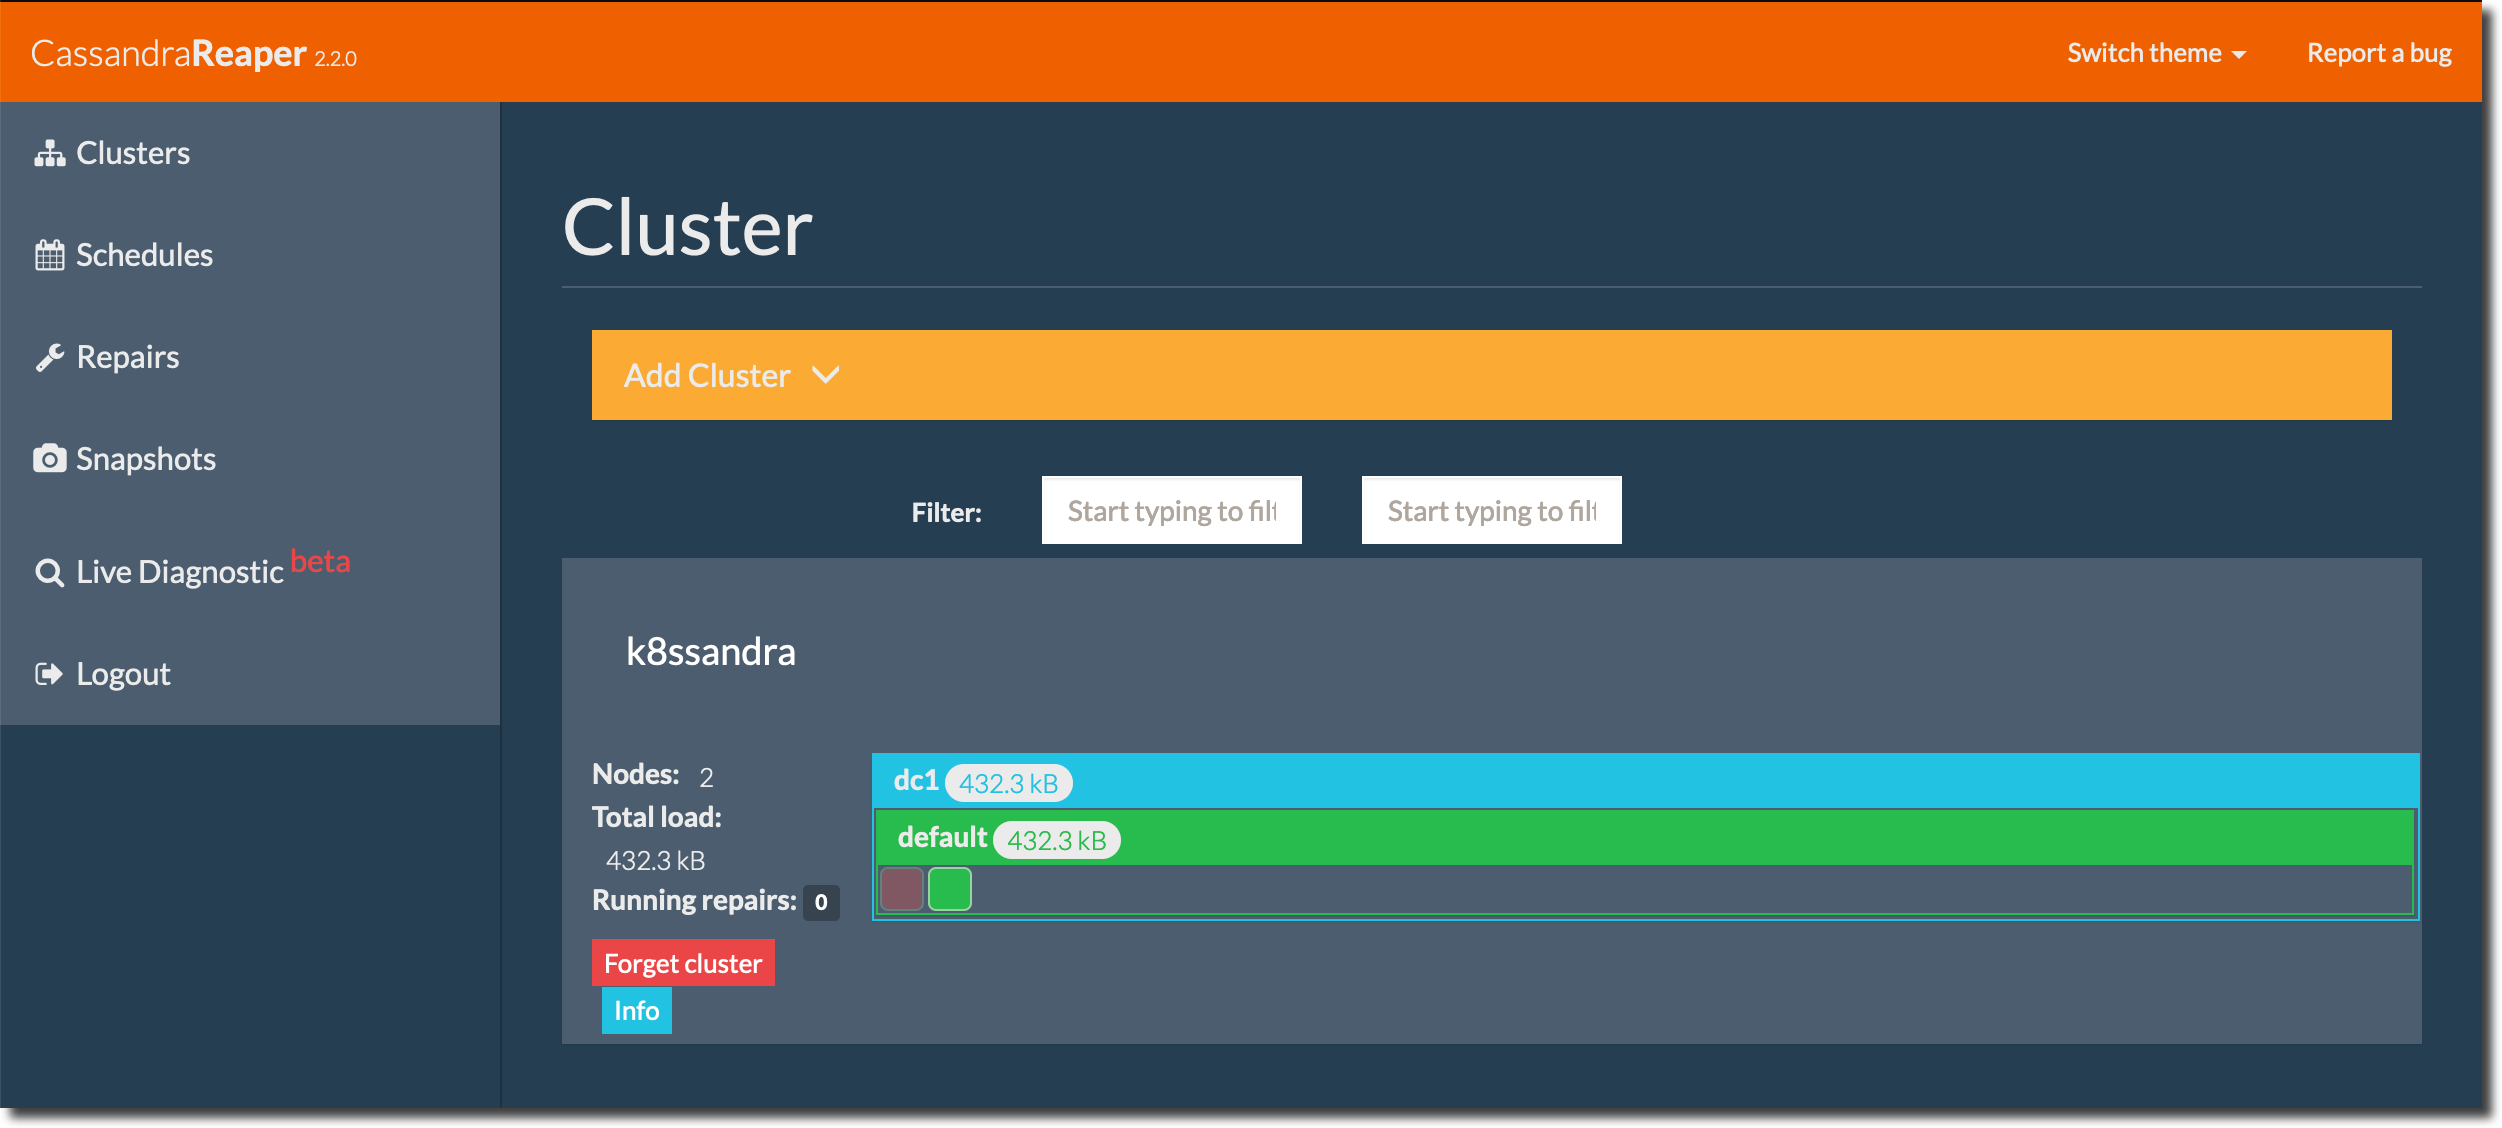 CassandraReaper 2.2.0
Switch theme
Report a bug
Clusters
Schedules
Repairs
Snapshots
Live Diagnostic beta
Logout
Cluster
Add Cluster
Filter:
Start typing to filt
Start typing to filt
k8ssandra
Nodes: 2
Total load:
432.3 kB
Running repairs: 0
Forget cluster
Info
dc1 432.3 kB
default 432.3 kB